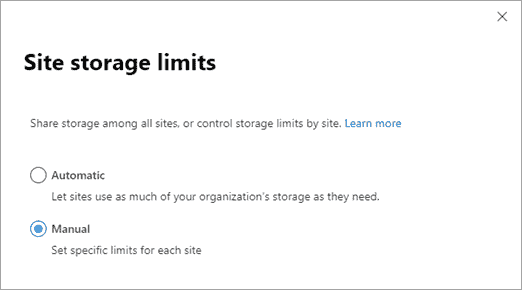 Site storage limits
Share storage among all sites, or control storage limits by site. Learn more
Automatic
Let sites use as much of your organization's storage as they need.
Manual
Set specific limits for each site